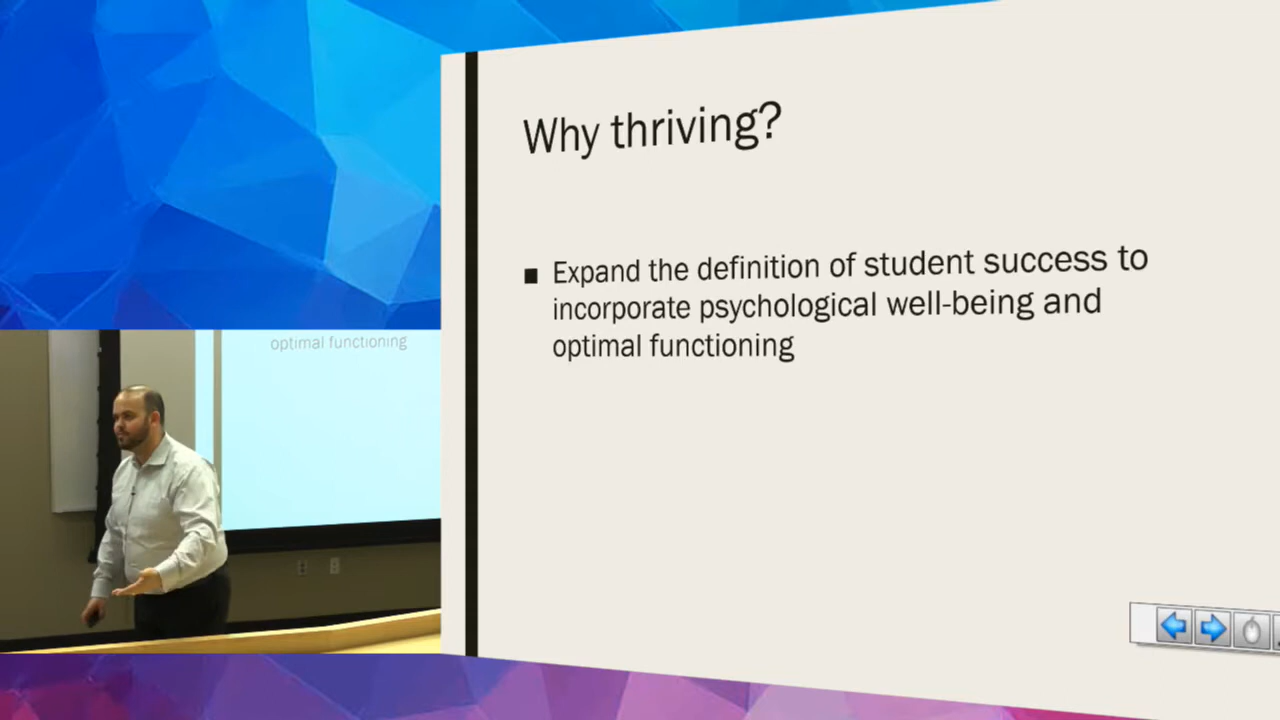 Why thriving?
■ Expand the definition of student success to
incorporate psychological well-being and
optimal functioning
optimal functioning